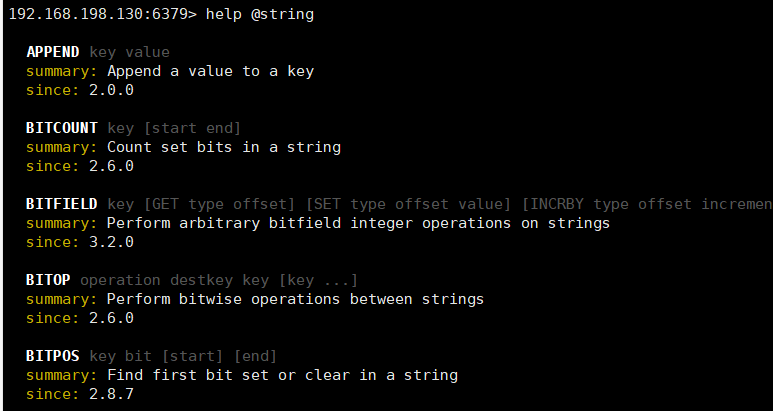 192.168.198.130:6379> help @string
APPEND key value
summary: Append a value to a key
since: 2.0.0
BITCOUNT key [start end]
summary: Count set bits in a string
since: 2.6.0
BITFIELD key [GET type offset] [SET type offset value] [INCRBY type offset incremen
summary: Perform arbitrary bitfield integer operations on strings
since: 3.2.0
BITOP operation destkey key [key ...]
summary: Perform bitwise operations between strings
since: 2.6.0
BITPOS key bit [start] [end]
summary: Find first bit set or clear in a string
since: 2.8.7